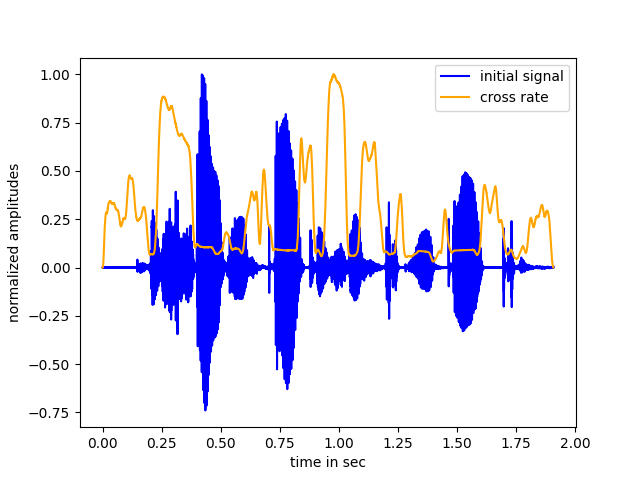 initial signal
cross rate
1.00
0.75
0.50
0.25
0.00
−0.25
−0.50
−0.75
normalized amplitudes
0.00 0.25 0.50 0.75 1.00 1.25 1.50 1.75 2.00
time in sec